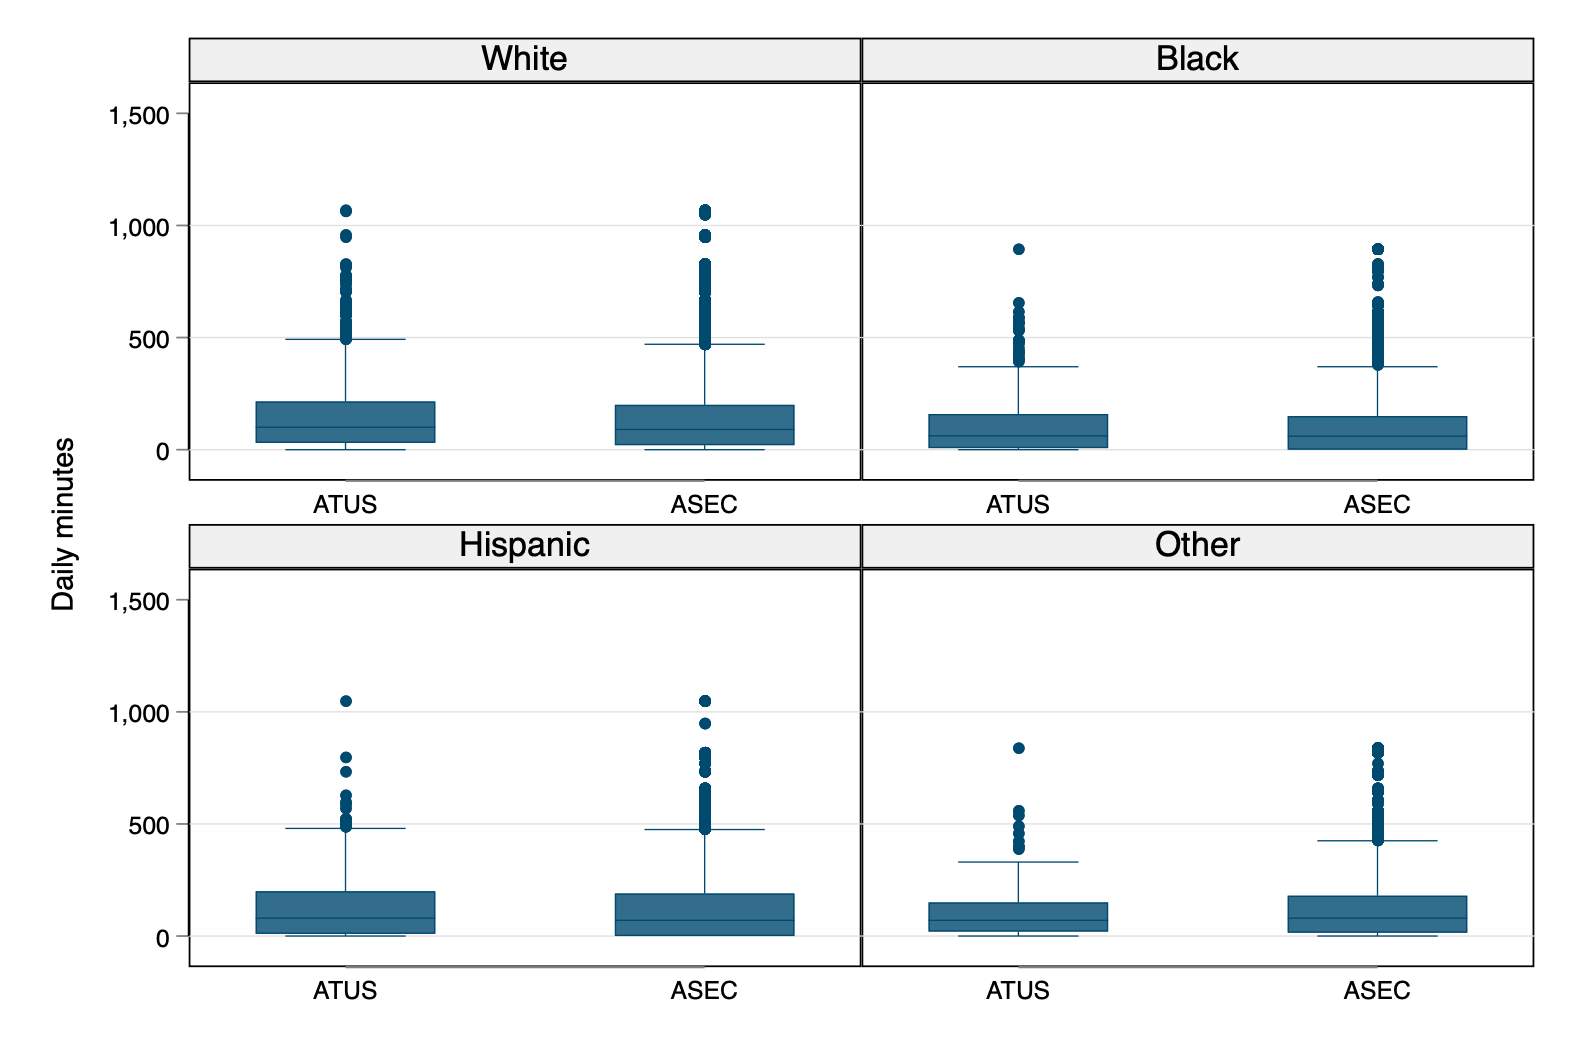 White
Black
1,500
1,000
500
0
ATUS
ASEC
ATUS
ASEC
Daily minutes
Hispanic
Other
1,500
1,000
500
0
ATUS
ASEC
ATUS
ASEC